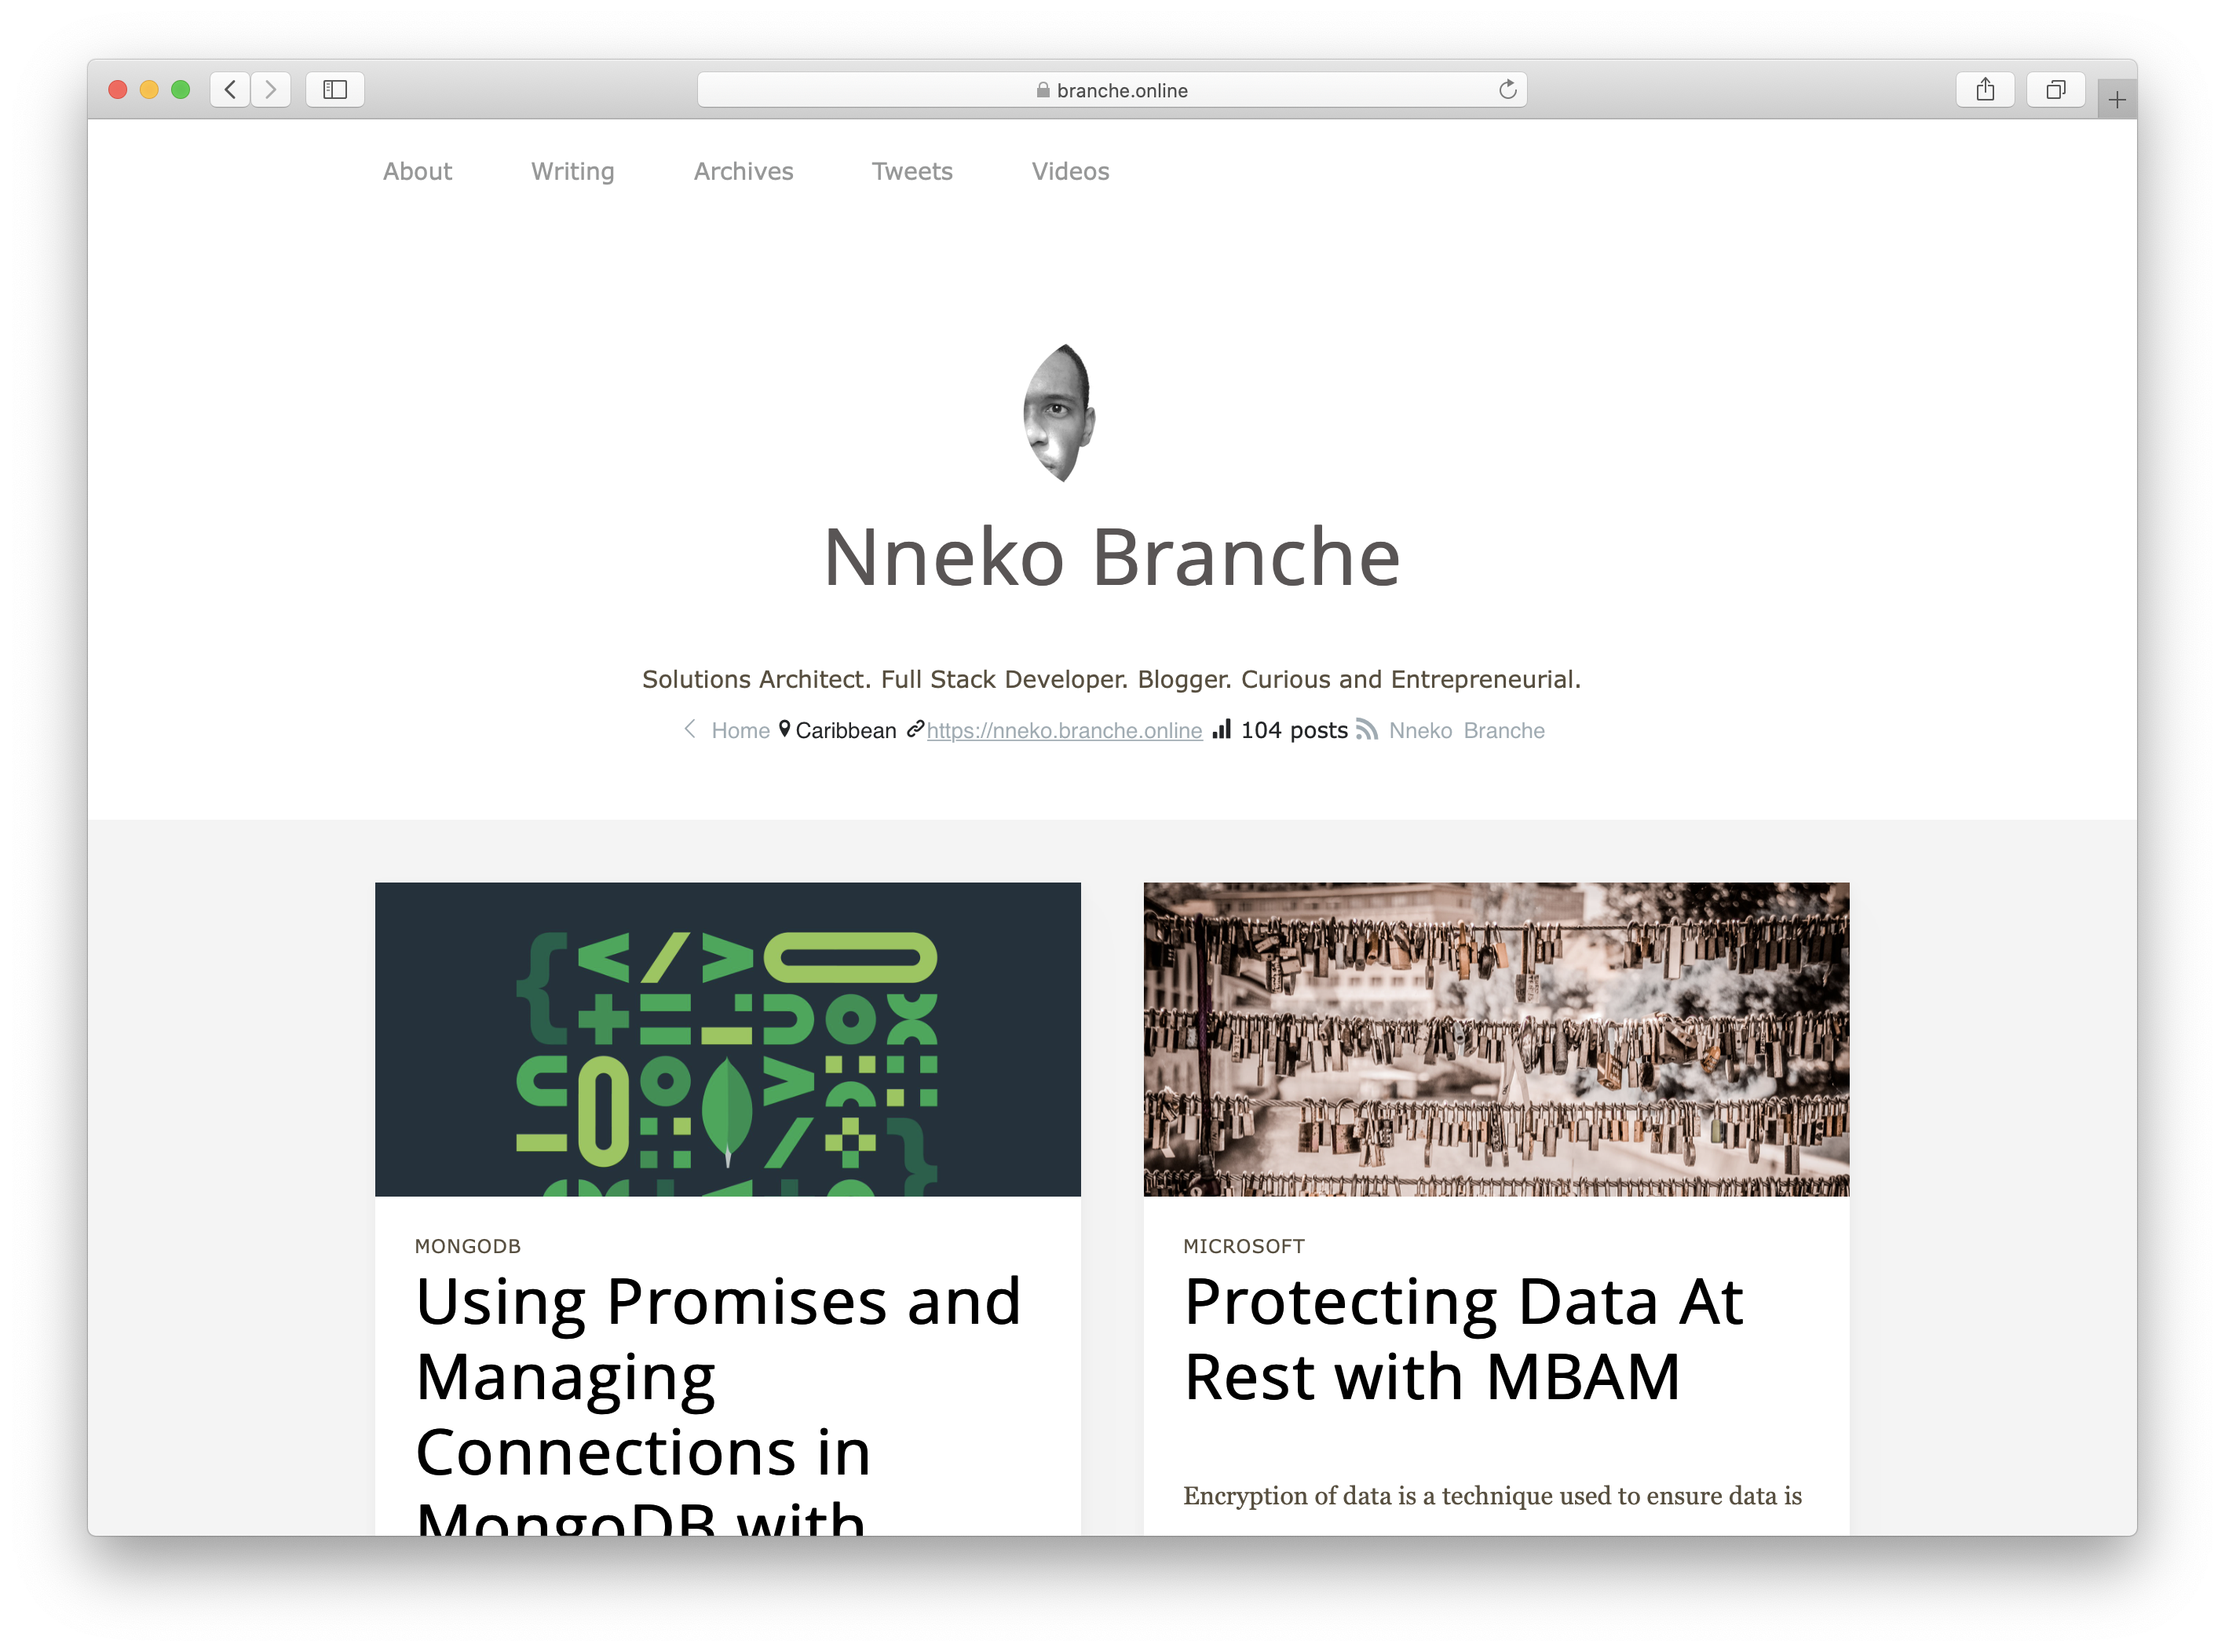 branche.online
About Writing Archives Tweets Videos
Nneko Branche
Solutions Architect. Full Stack Developer. Blogger. Curious and Entrepreneurial.
Home Caribbean https://nneko.branche.online 104 posts Nneko Branche
MONGODB
Using Promises and
Managing
Connections in
MongoDB with
MICROSOFT
Protecting Data At
Rest with MBAM
Encryption of data is a technique used to ensure data is